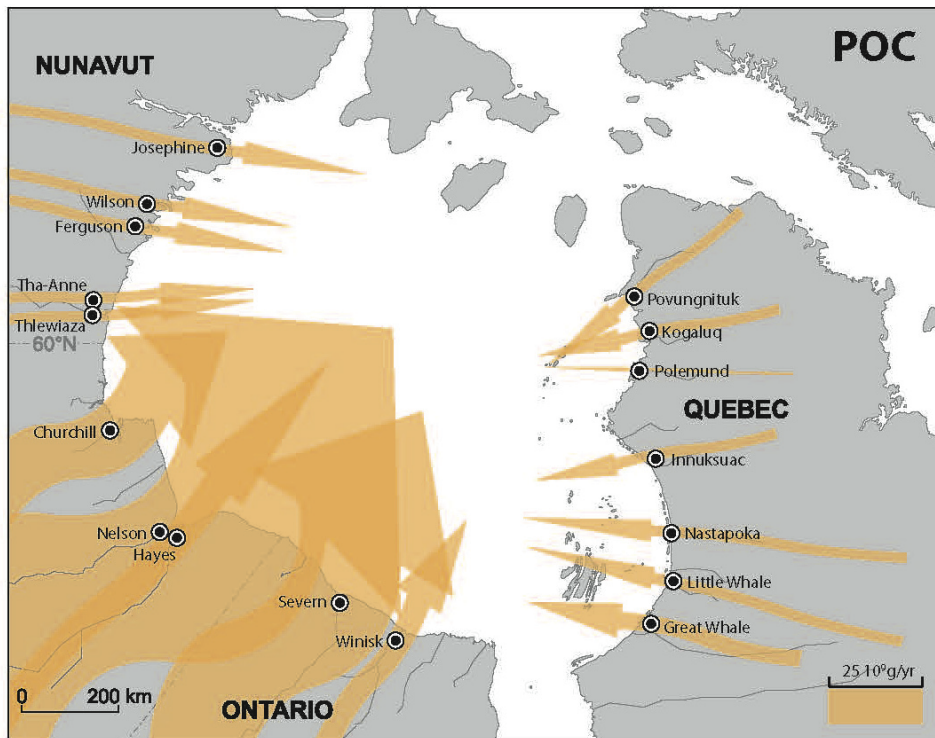 NUNAVUT
POC
Josephine
Wilson
Ferguson
Tha-Anne
Thlewiaza
60°N
Churchill
Nelson
Hayes
Severn
Winisk
ONTARIO
0 200 km
Povungnituk
Kogaluq
Polemund
QUEBEC
Innuksuac
Nastapoka
Little Whale
Great Whale
25 10⁹g/yr